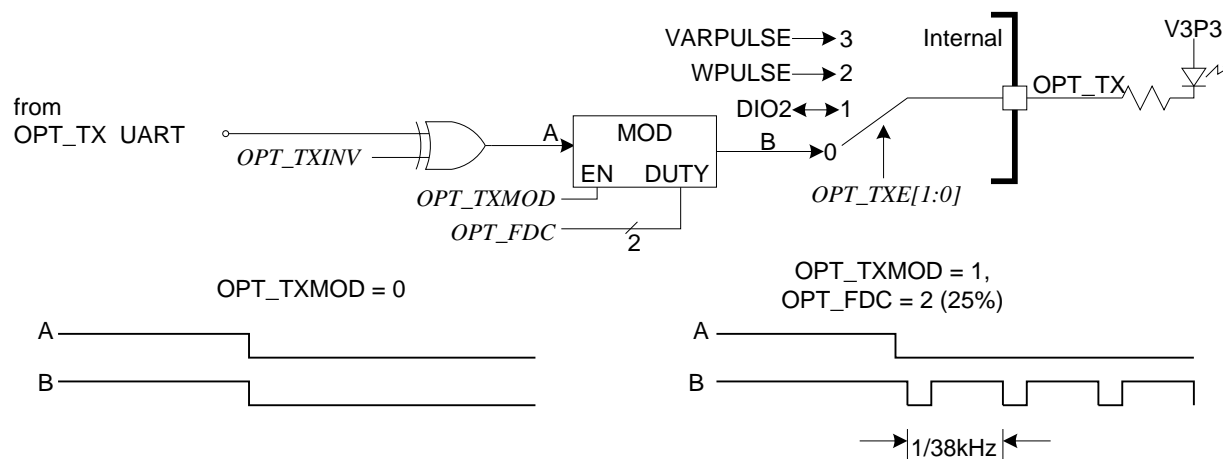 VARPULSE 3
Internal
V3P3
WPULSE 2
OPT_TX
from
OPT_TX UART
DIO2 1
A
MOD
B
0
OPT_TXINV
EN DUTY
OPT_TXMOD
OPT_TXE[1:0]
OPT_FDC
2
OPT_TXMOD = 0
OPT_TXMOD = 1,
OPT_FDC = 2 (25%)
A
B
A
B
1/38kHz